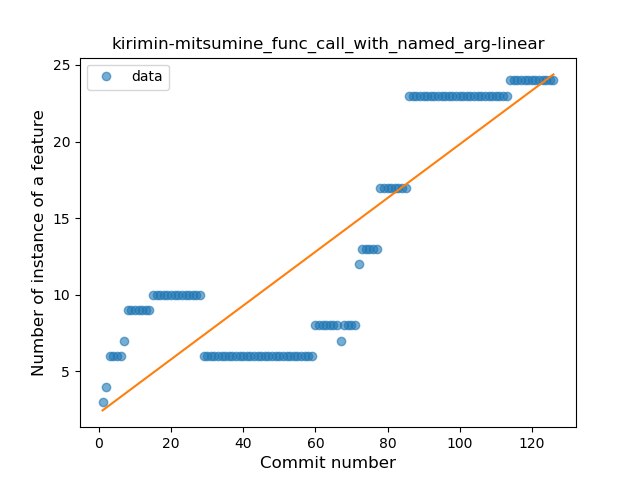 kirimin-mitsumine_func_call_with_named_arg-linear
data
Number of instance of a feature
25
20
15
10
5
0 20 40 60 80 100 120
Commit number